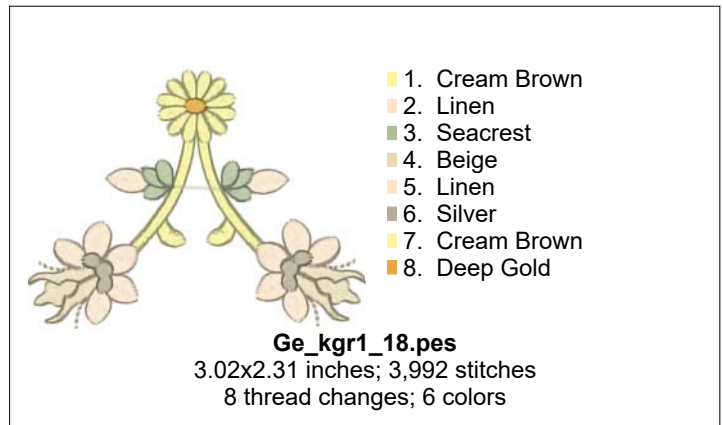 1. Cream Brown
2. Linen
3. Seacrest
4. Beige
5. Linen
6. Silver
7. Cream Brown
8. Deep Gold
Ge_kgr1_18.pes
3.02x2.31 inches; 3,992 stitches
8 thread changes; 6 colors